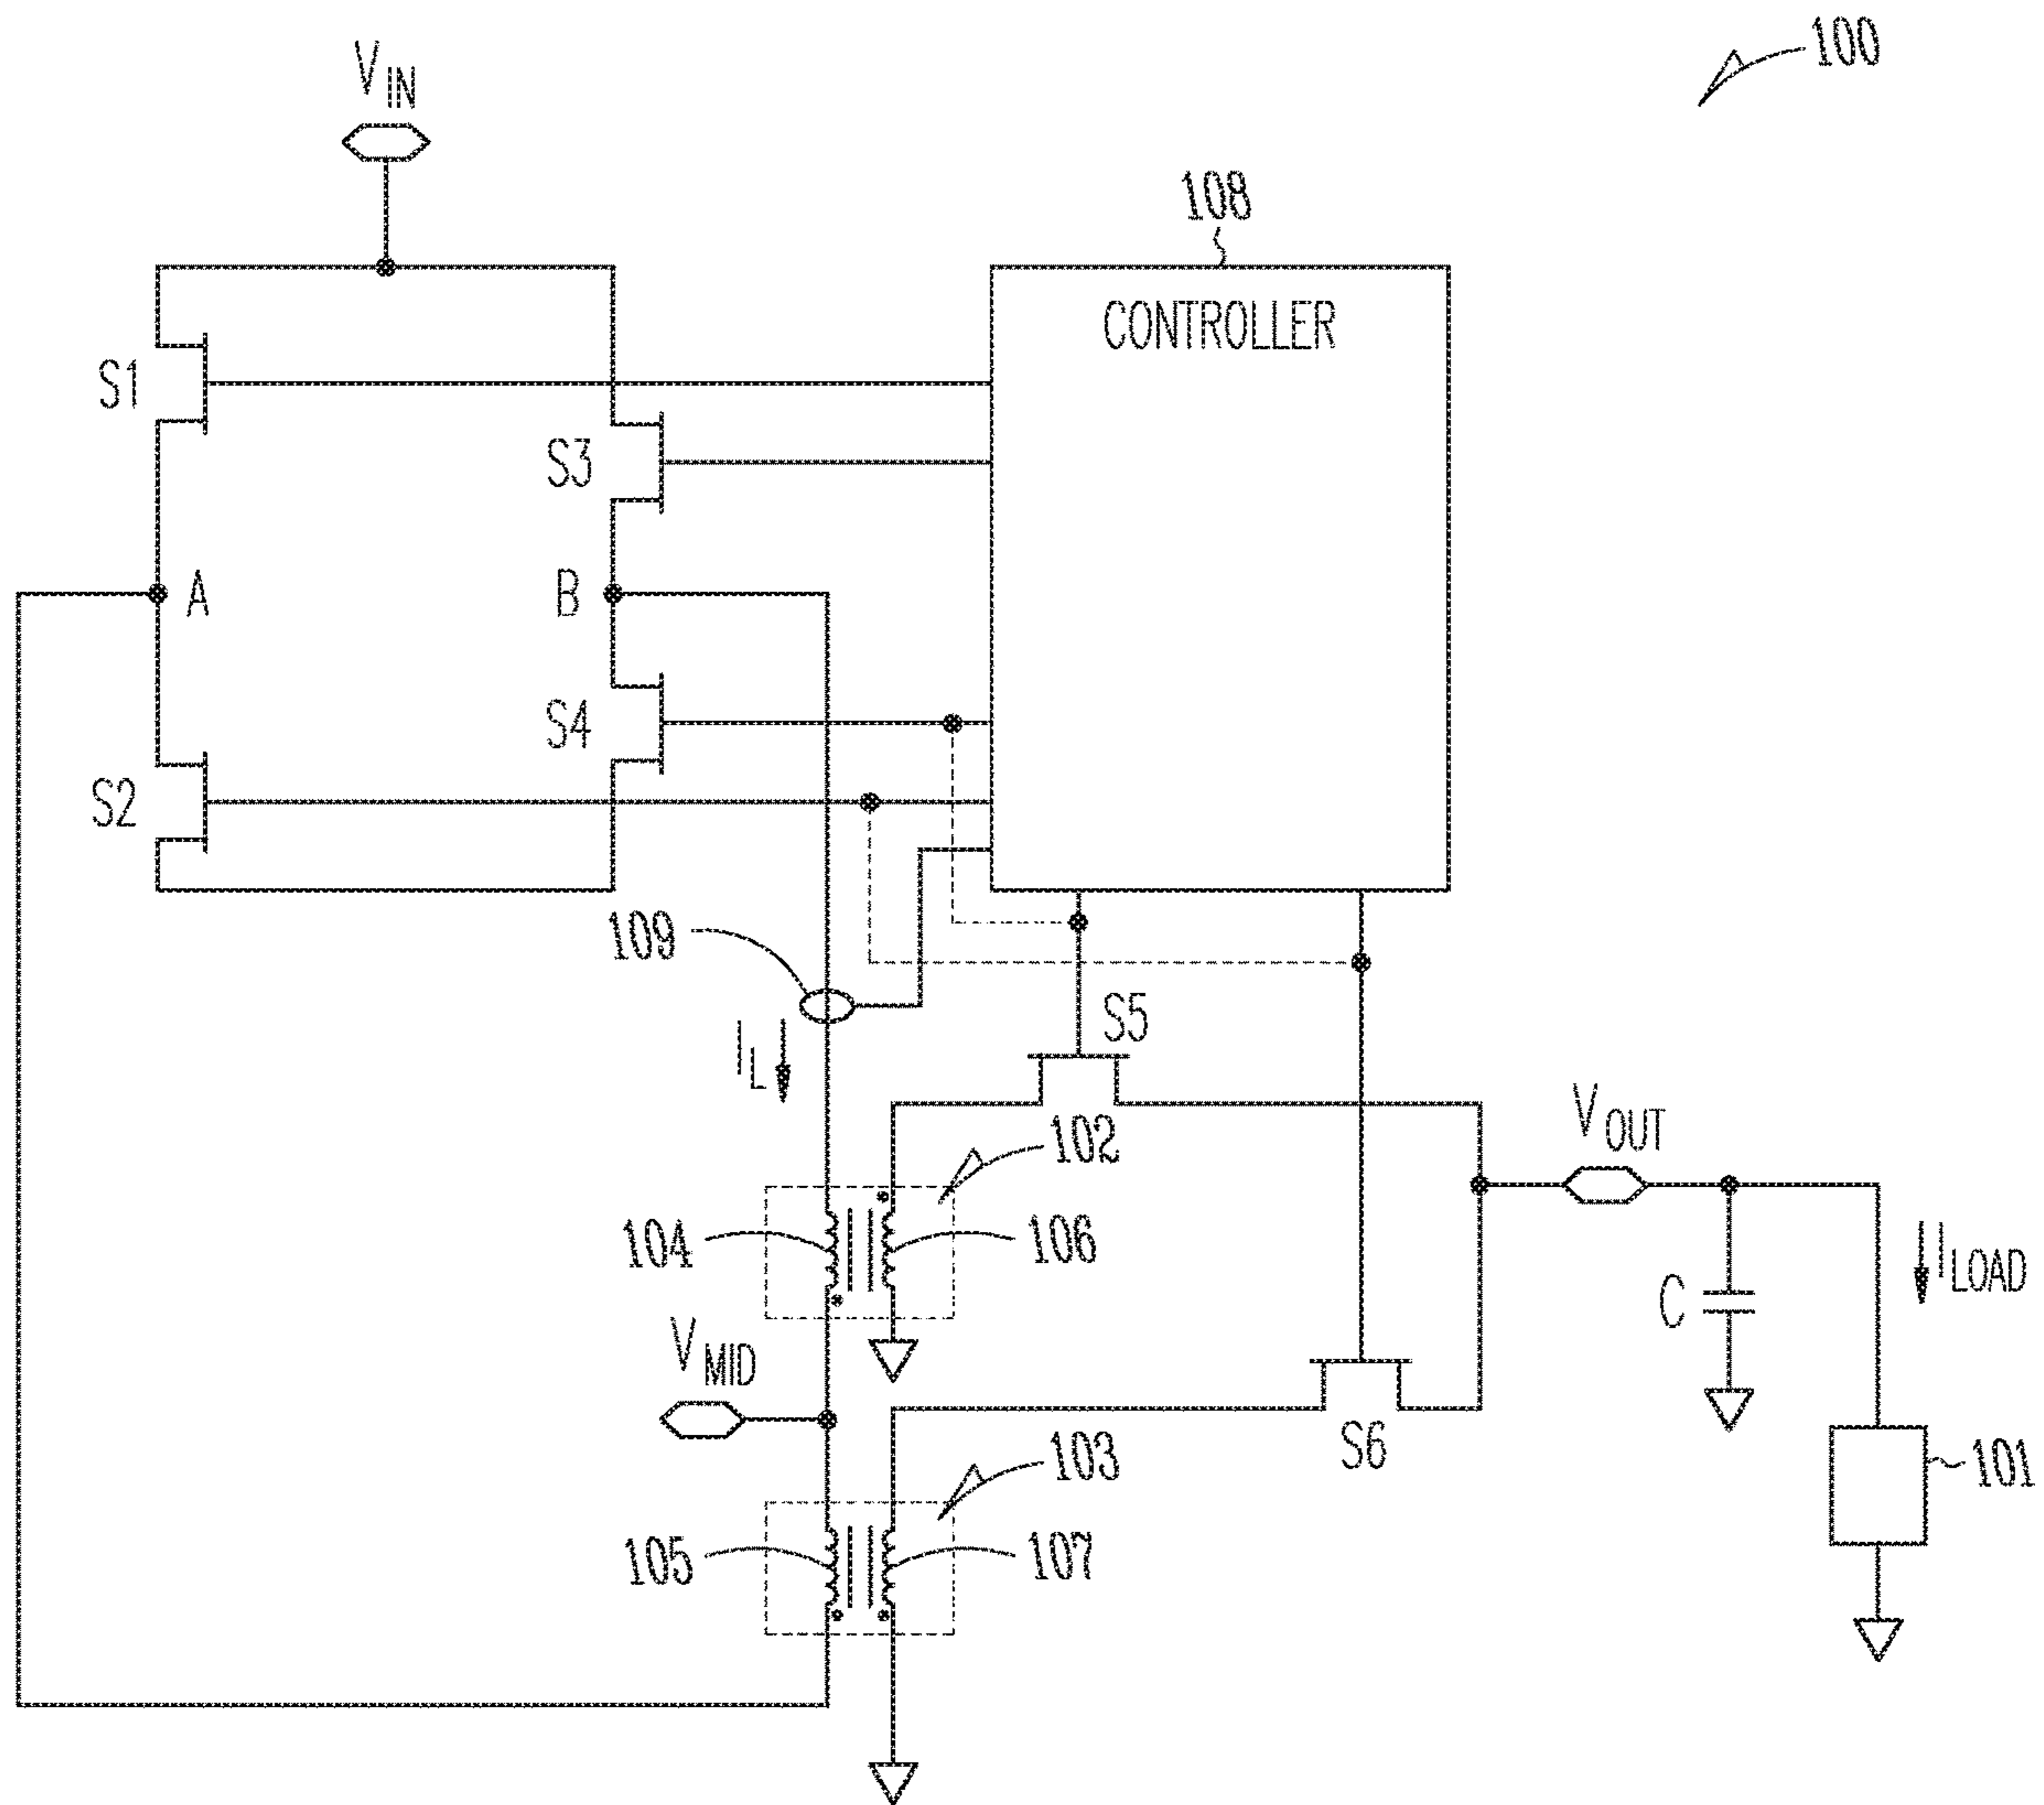 100
VIN
108
CONTROLLER
S1
S3
A
B
S4
S2
109
S5
IL
102
VOUT
104
106
ILOAD
C
VMID
S6
103
101
105
107